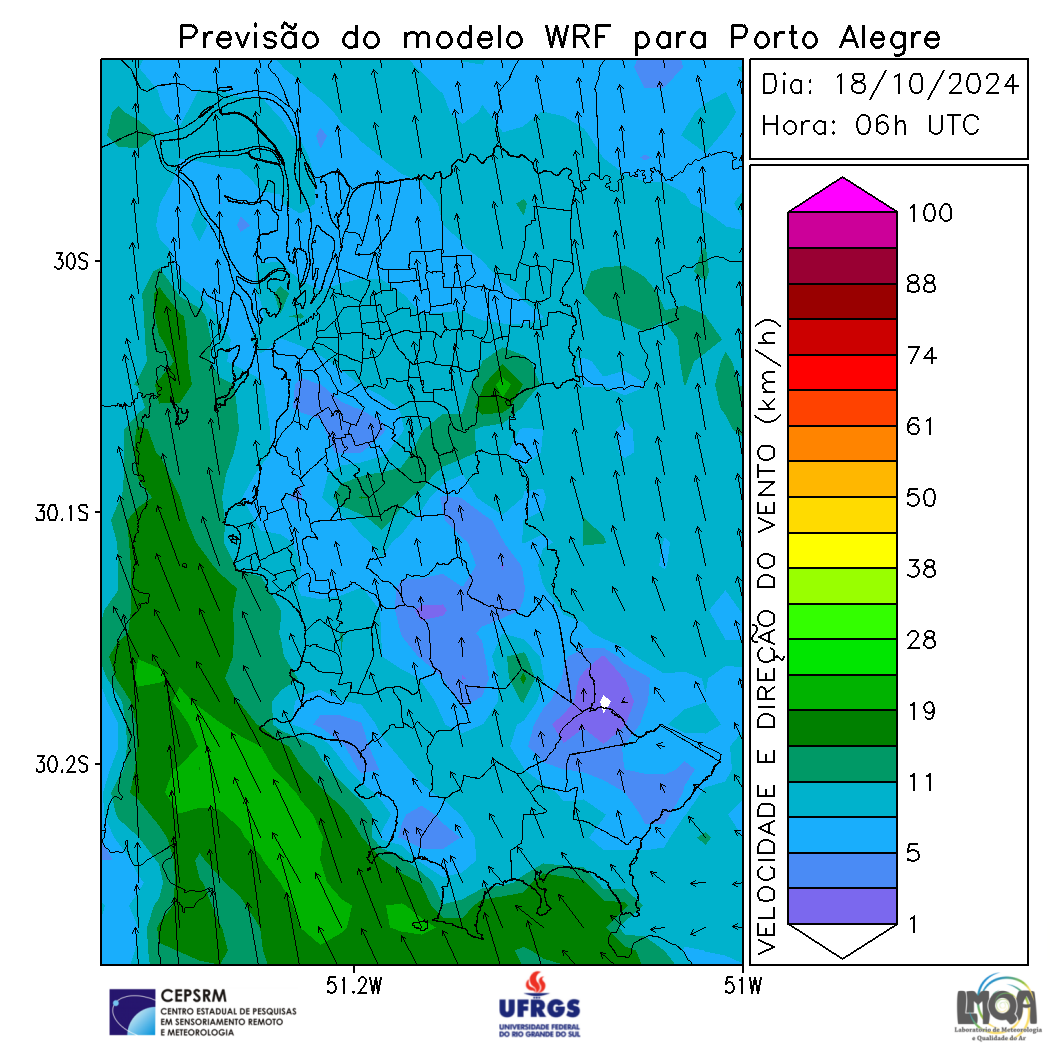 Previsão do modelo WRF para Porto Alegre
Dia: 18/10/2024
Hora: 06h UTC
30S
30.1S
30.2S
51.2W
51W
VELOCIDADE E DIREÇÃO DO VENTO (km/h)
100
88
74
61
50
38
28
19
11
5
1
CEPSRM
CENTRO ESTADUAL DE PESQUISAS
EM SENSORIAMENTO REMOTO
E METEOROLOGIA
UFRGS
UNIVERSIDADE FEDERAL
DO RIO GRANDE DO SUL
LMQA
Laboratório de Meteorologia
e Qualidade do Ar